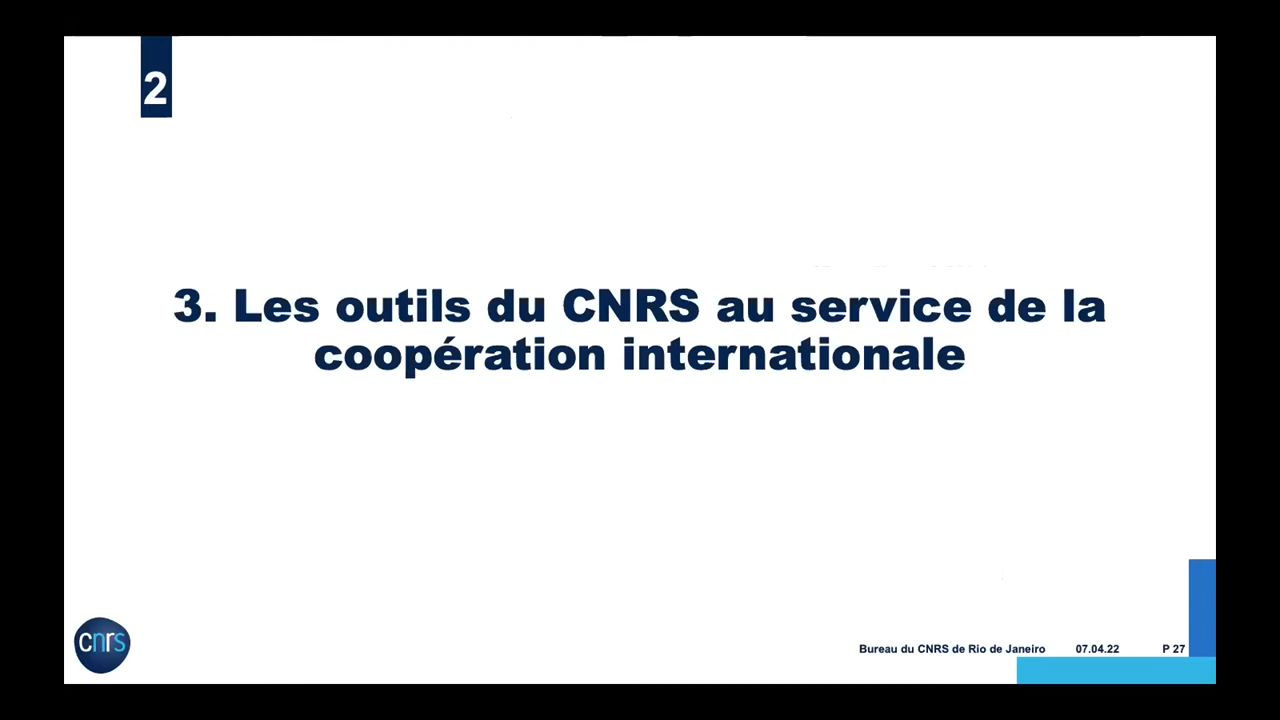 2
3. Les outils du CNRS au service de la
coopération internationale
cnrs
Bureau du CNRS de Rio de Janeiro 07.04.22 P 27